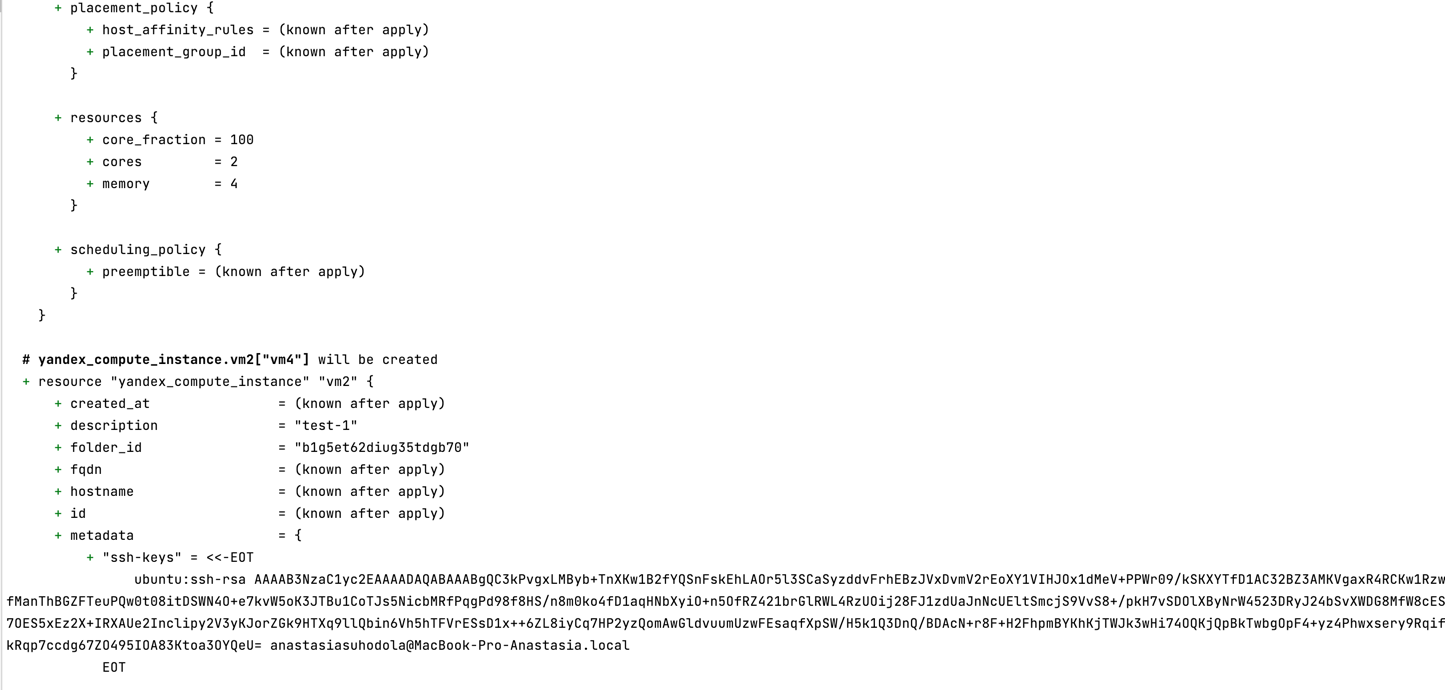 + placement_policy {
+ host_affinity_rules = (known after apply)
+ placement_group_id  = (known after apply)
}
+ resources {
+ core_fraction = 100
+ cores         = 2
+ memory        = 4
}
+ scheduling_policy {
+ preemptible = (known after apply)
}
}
# yandex_compute_instance.vm2["vm4"] will be created
+ resource "yandex_compute_instance" "vm2" {
+ created_at                = (known after apply)
+ description               = "test-1"
+ folder_id                 = "b1g5et62diug35tdgb70"
+ fqdn                      = (known after apply)
+ hostname                  = (known after apply)
+ id                        = (known after apply)
+ metadata                  = {
+ "ssh-keys" = <<-EOT
ubuntu:ssh-rsa AAAAB3NzaC1yc2EAAAADAQABAAABgQC3kPvgxLMByb+TnXKw1B2fYQSnFskEhLAOr5l3SCaSyzddvFrhEBzJVxDvmV2rEoXY1VIHJOx1dMeV+PPWr09/kSKXYTfD1AC32BZ3AMKVgaxR4RCKw1Rzw
fManThBGZFTeuPQw0t08itDSWN4O+e7kvW5oK3JTBu1CoTJs5NicbMRfPqgPd98f8HS/n8m0ko4fD1aqHNbXyiO+n5OfRZ421brGlRWL4RzUOij28FJ1zdUaJnNcUEltSmcjS9VvS8+/pkH7vSDOlXByNrW4523DRyJ24bSvXWDG8MfW8cES
7OES5xEz2X+IRXAUe2Inclipy2V3yKJorZGk9HTXq9llQbin6Vh5hTFVrESsD1x++6ZL8iyCq7HP2yzQomAwGldvuumUzwFEsaqfXpSW/H5k1Q3DnQ/BDAcN+r8F+H2FhpmBYKhKjTWJk3wHi74OQKjQpBkTwbgOpF4+yz4Phwxsery9Rqif
kRqp7ccdg67ZO495IOA83Ktoa3OYQeU= anastasiasuhodola@MacBook-Pro-Anastasia.local
EOT